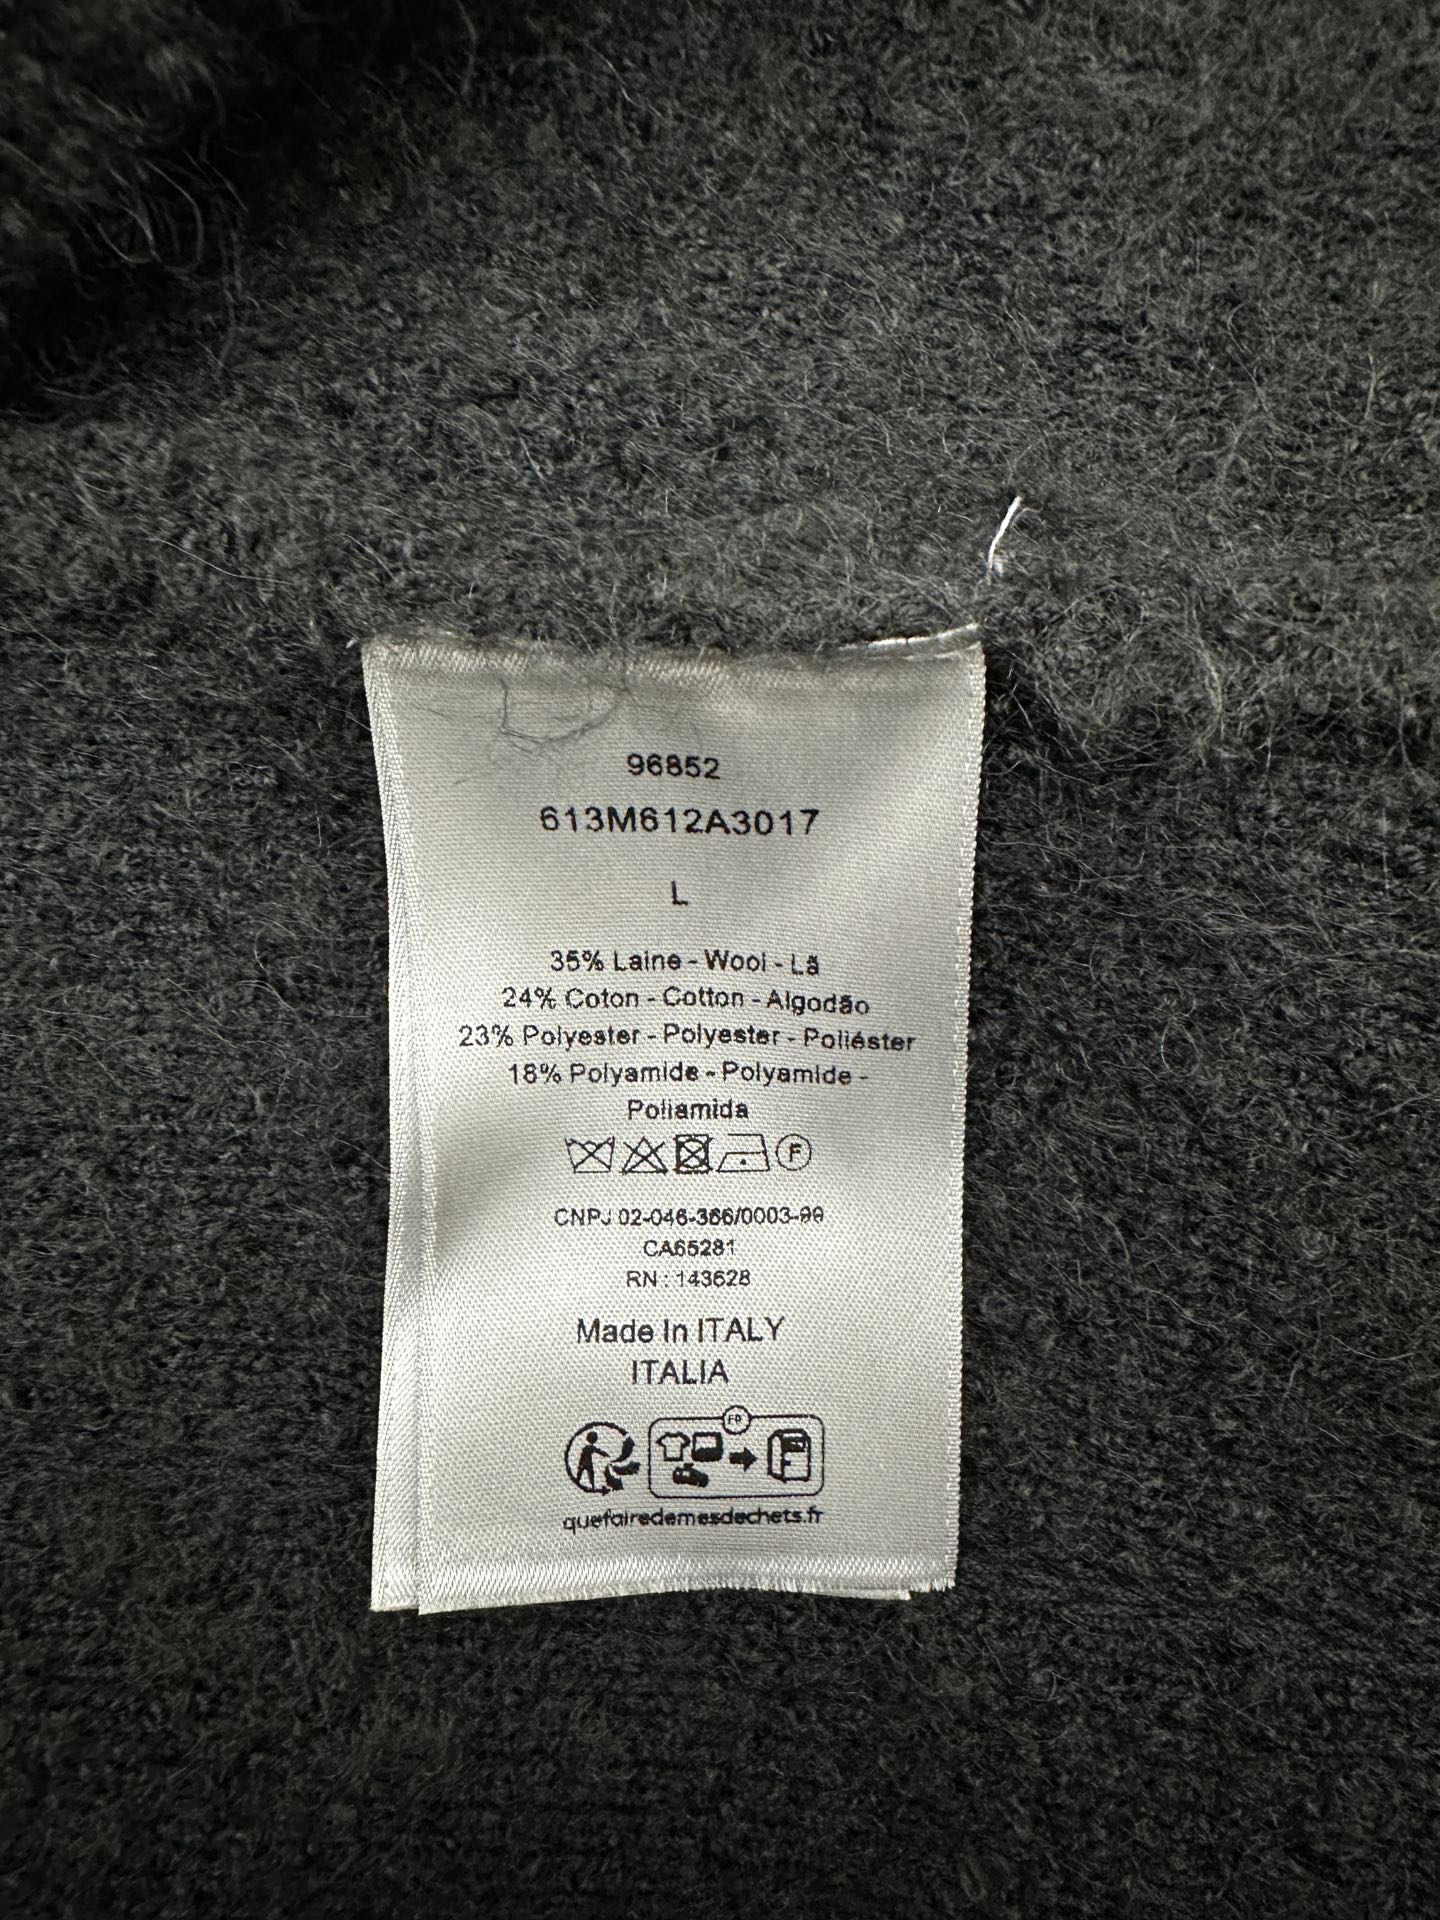 96852
613M612A3017
L
35% Laine - Wool - Lã
24% Coton - Cotton - Algodão
23% Polyester - Polyester - Poliéster
18% Polyamide - Polyamide -
Poliamida
F
CNPJ 02-046-366/0003-99
CA65281
RN : 143628
Made In ITALY
ITALIA
FR
quefairedemesdechets.fr